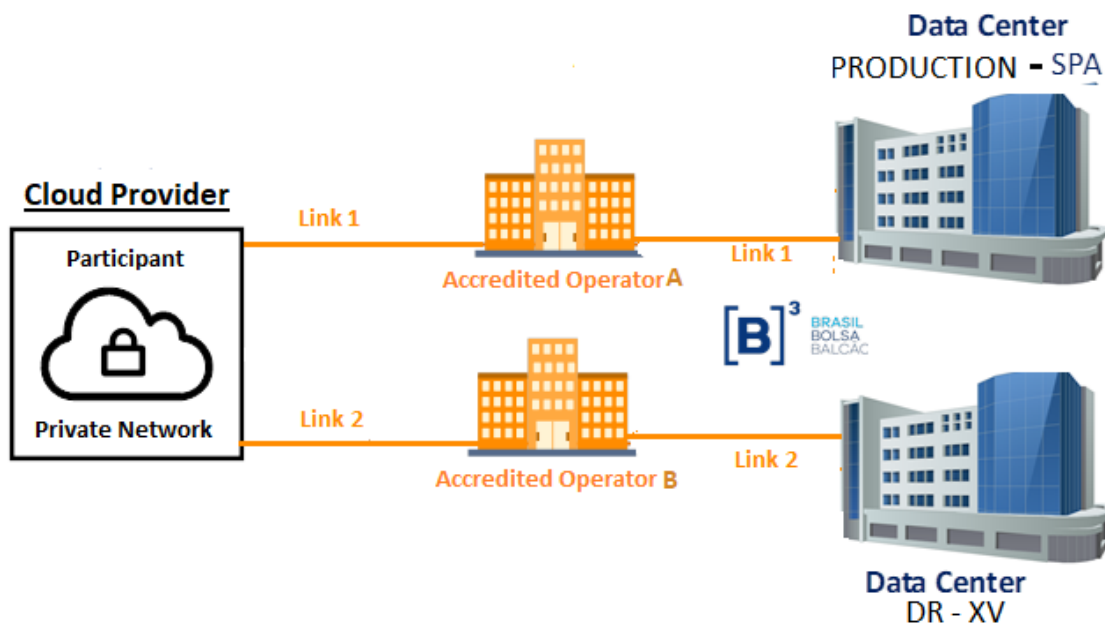 Data Center
PRODUCTION - SPA
Cloud Provider
Participant
Private Network
Link 1
Accredited Operator A
Link 1
[B]³
BRASIL
BOLSA
BALCÃO
Link 2
Accredited Operator B
Link 2
Data Center
DR - XV